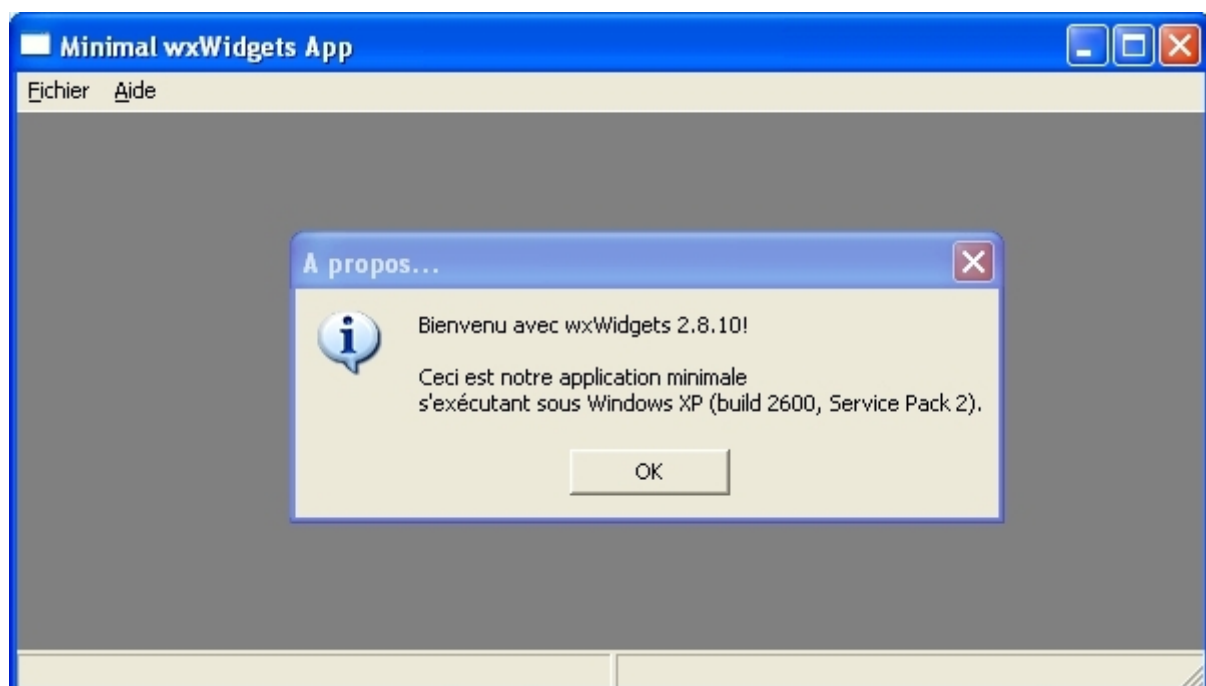 Minimal wxWidgets App
Fichier Aide
A propos...
Bienvenu avec wxWidgets 2.8.10!
Ceci est notre application minimale
s'exécutant sous Windows XP (build 2600, Service Pack 2).
OK